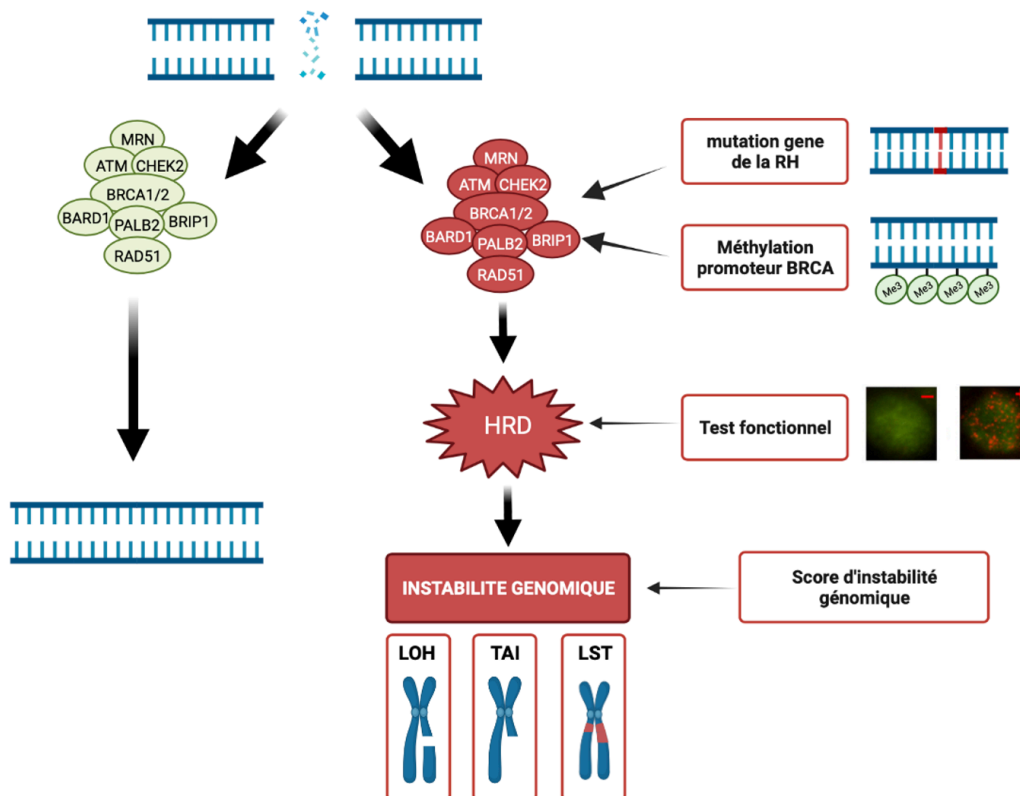 MRN
ATM CHEK2
BRCA1/2
BARD1 PALB2 BRIP1
RAD51
MRN
ATM CHEK2
BRCA1/2
BARD1 PALB2 BRIP1
RAD51
mutation gene
de la RH
Méthylation
promoteur BRCA
Me3 Me3 Me3 Me3
HRD
Test fonctionnel
INSTABILITE GENOMIQUE
Score d'instabilité
génomique
LOH TAI LST